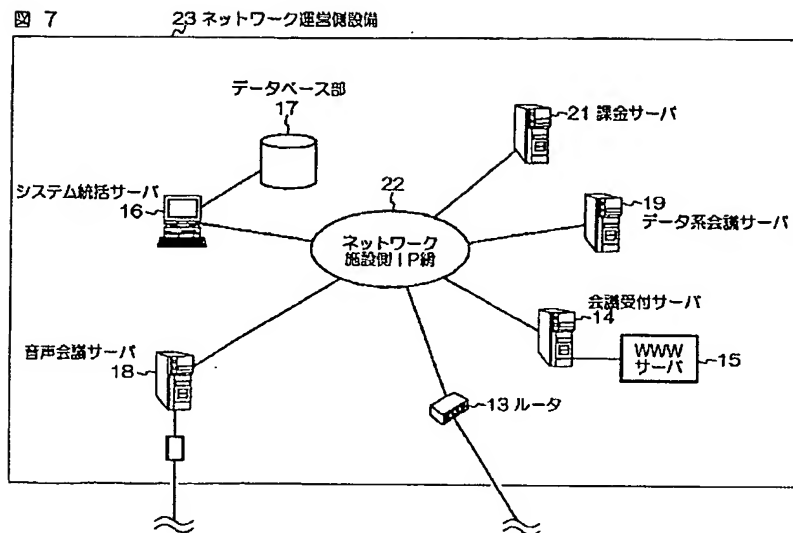 図 7
23 ネットワーク運営側設備
データベース部
17
21 課金サーバ
システム統括サーバ
16
22
ネットワーク
施設側IP網
19
データ系会議サーバ
会議受付サーバ
14
WWW
サーバ
15
音声会議サーバ
18
13 ルータ